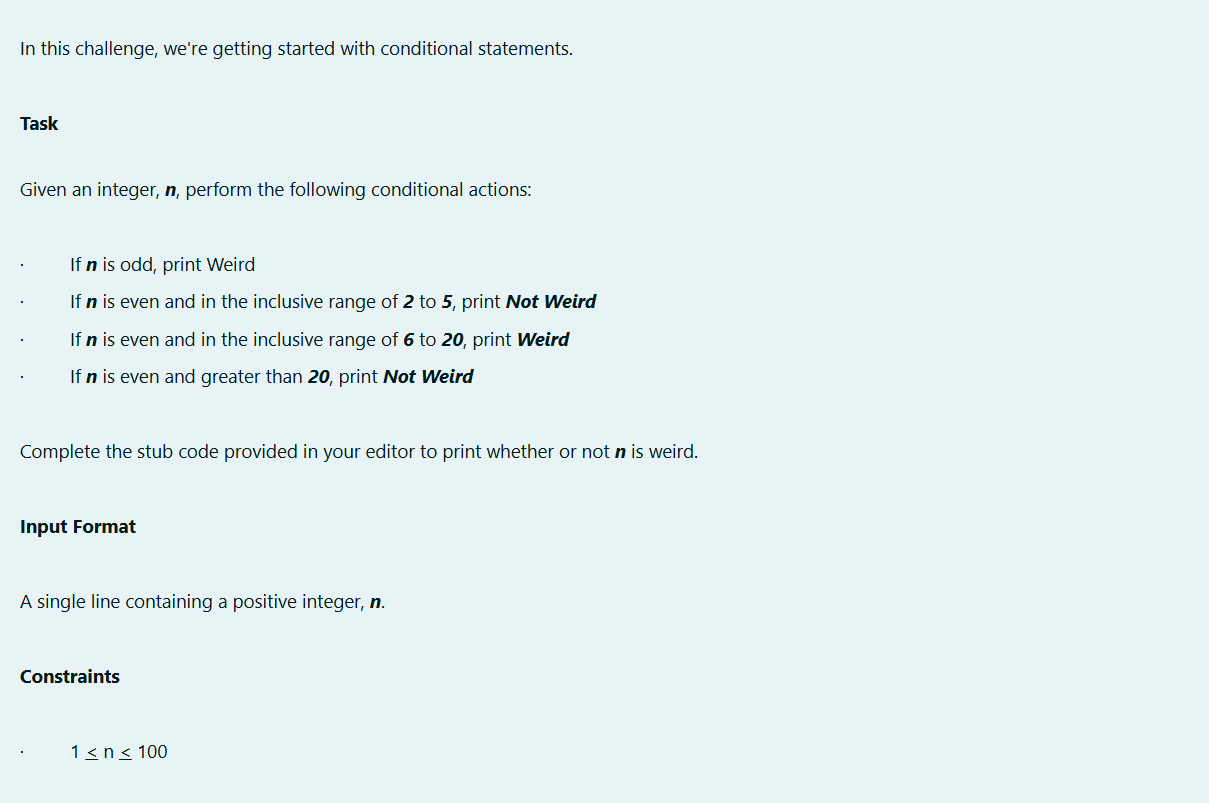 In this challenge, we're getting started with conditional statements.
Task
Given an integer, n, perform the following conditional actions:
· If n is odd, print Weird
· If n is even and in the inclusive range of 2 to 5, print Not Weird
· If n is even and in the inclusive range of 6 to 20, print Weird
· If n is even and greater than 20, print Not Weird
Complete the stub code provided in your editor to print whether or not n is weird.
Input Format
A single line containing a positive integer, n.
Constraints
· 1 ≤ n ≤ 100